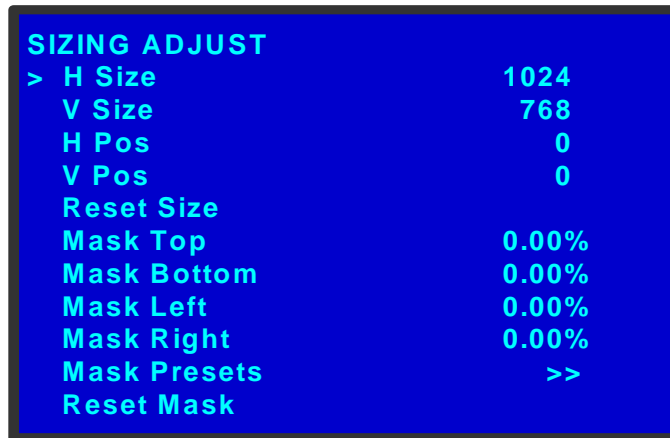 SIZING ADJUST
> H Size 1024
V Size 768
H Pos 0
V Pos 0
Reset Size
Mask Top 0.00%
Mask Bottom 0.00%
Mask Left 0.00%
Mask Right 0.00%
Mask Presets >>
Reset Mask